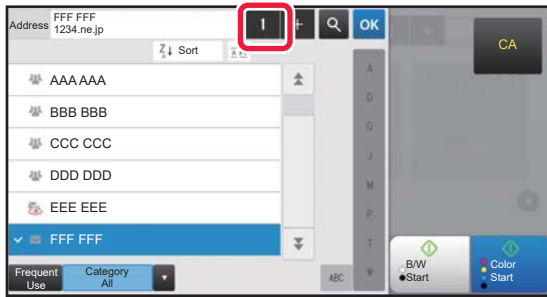 Address
FFF FFF
1234.ne.jp
1
+
OK
CA
Z↓ Sort
AAA AAA
BBB BBB
CCC CCC
DDD DDD
EEE EEE
FFF FFF
A
D
G
J
M
P
T
W
Frequent
Use
Category
All
ABC
B/W
Start
Color
Start